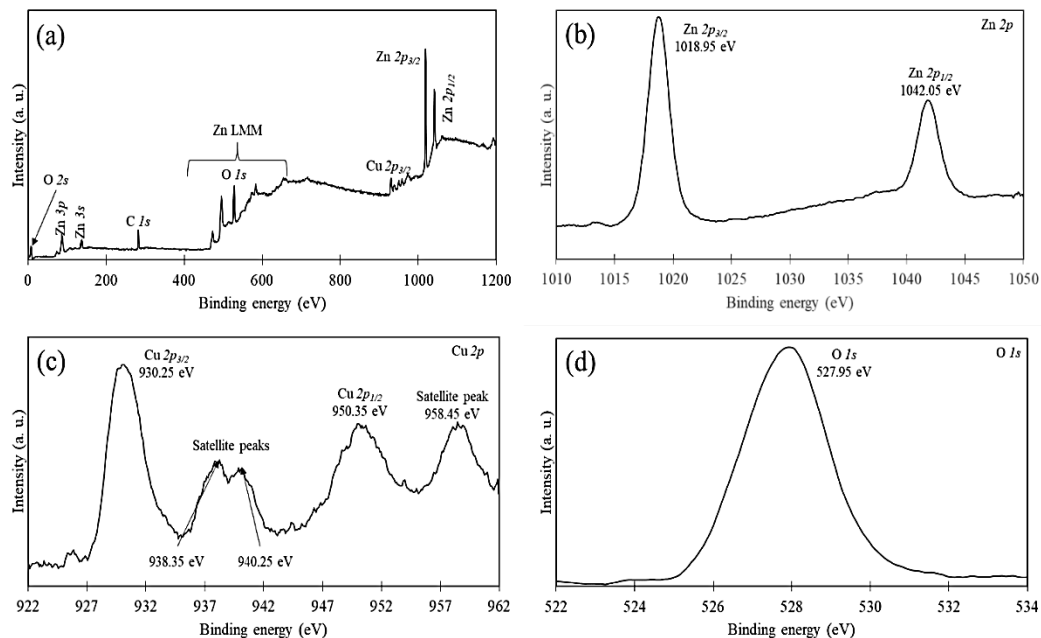 (a)
Zn 2p3/2
Zn 2p1/2
Zn LMM
O 1s
Cu 2p3/2
O 2s
Zn 3p
Zn 3s
C 1s
Intensity (a. u.)
0 200 400 600 800 1000 1200
Binding energy (eV)
(b)
Zn 2p
Zn 2p3/2
1018.95 eV
Zn 2p1/2
1042.05 eV
Intensity (a. u.)
1010 1015 1020 1025 1030 1035 1040 1045 1050
Binding energy (eV)
(c)
Cu 2p
Cu 2p3/2
930.25 eV
Cu 2p1/2
950.35 eV
Satellite peak
958.45 eV
Satellite peaks
938.35 eV
940.25 eV
Intensity (a. u.)
922 927 932 937 942 947 952 957 962
Binding energy (eV)
(d)
O 1s
O 1s
527.95 eV
Intensity (a. u.)
522 524 526 528 530 532 534
Binding energy (eV)